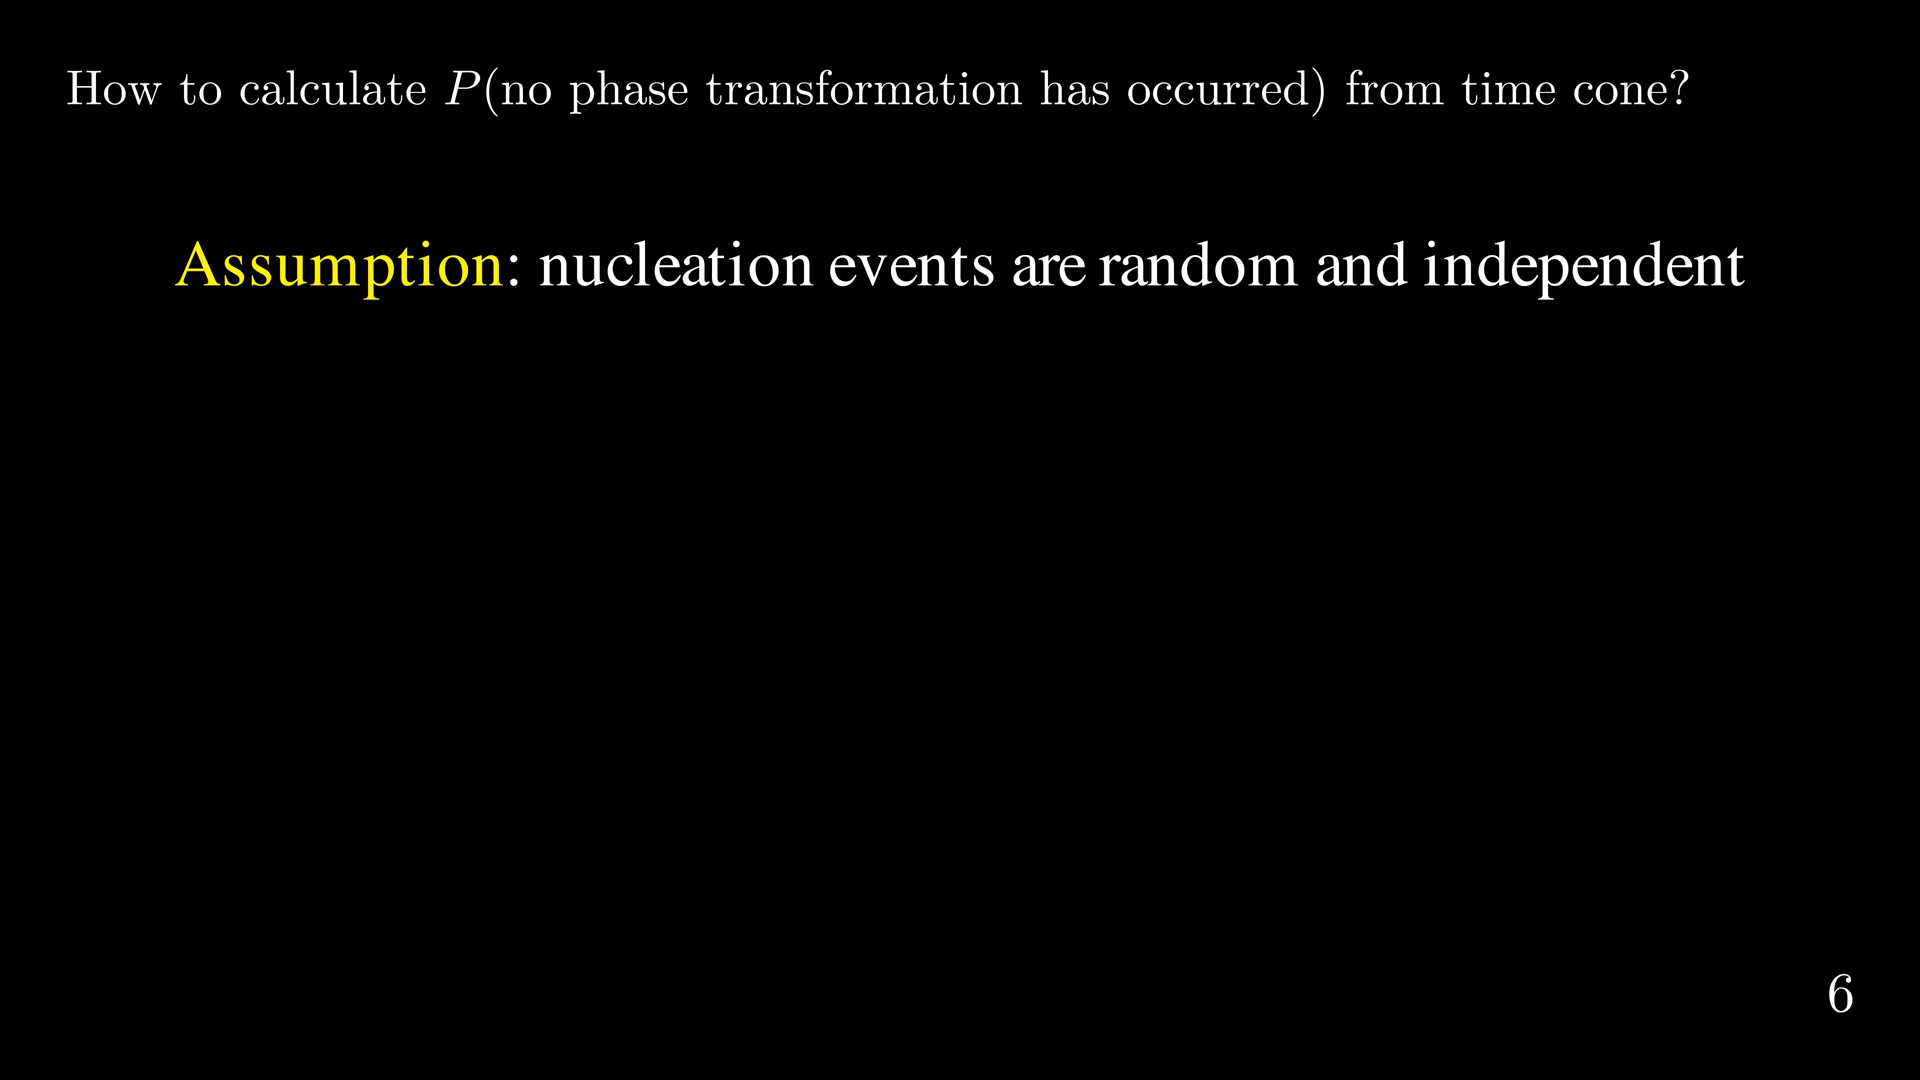 How to calculate P(no phase transformation has occurred) from time cone?
Assumption: nucleation events are random and independent
6